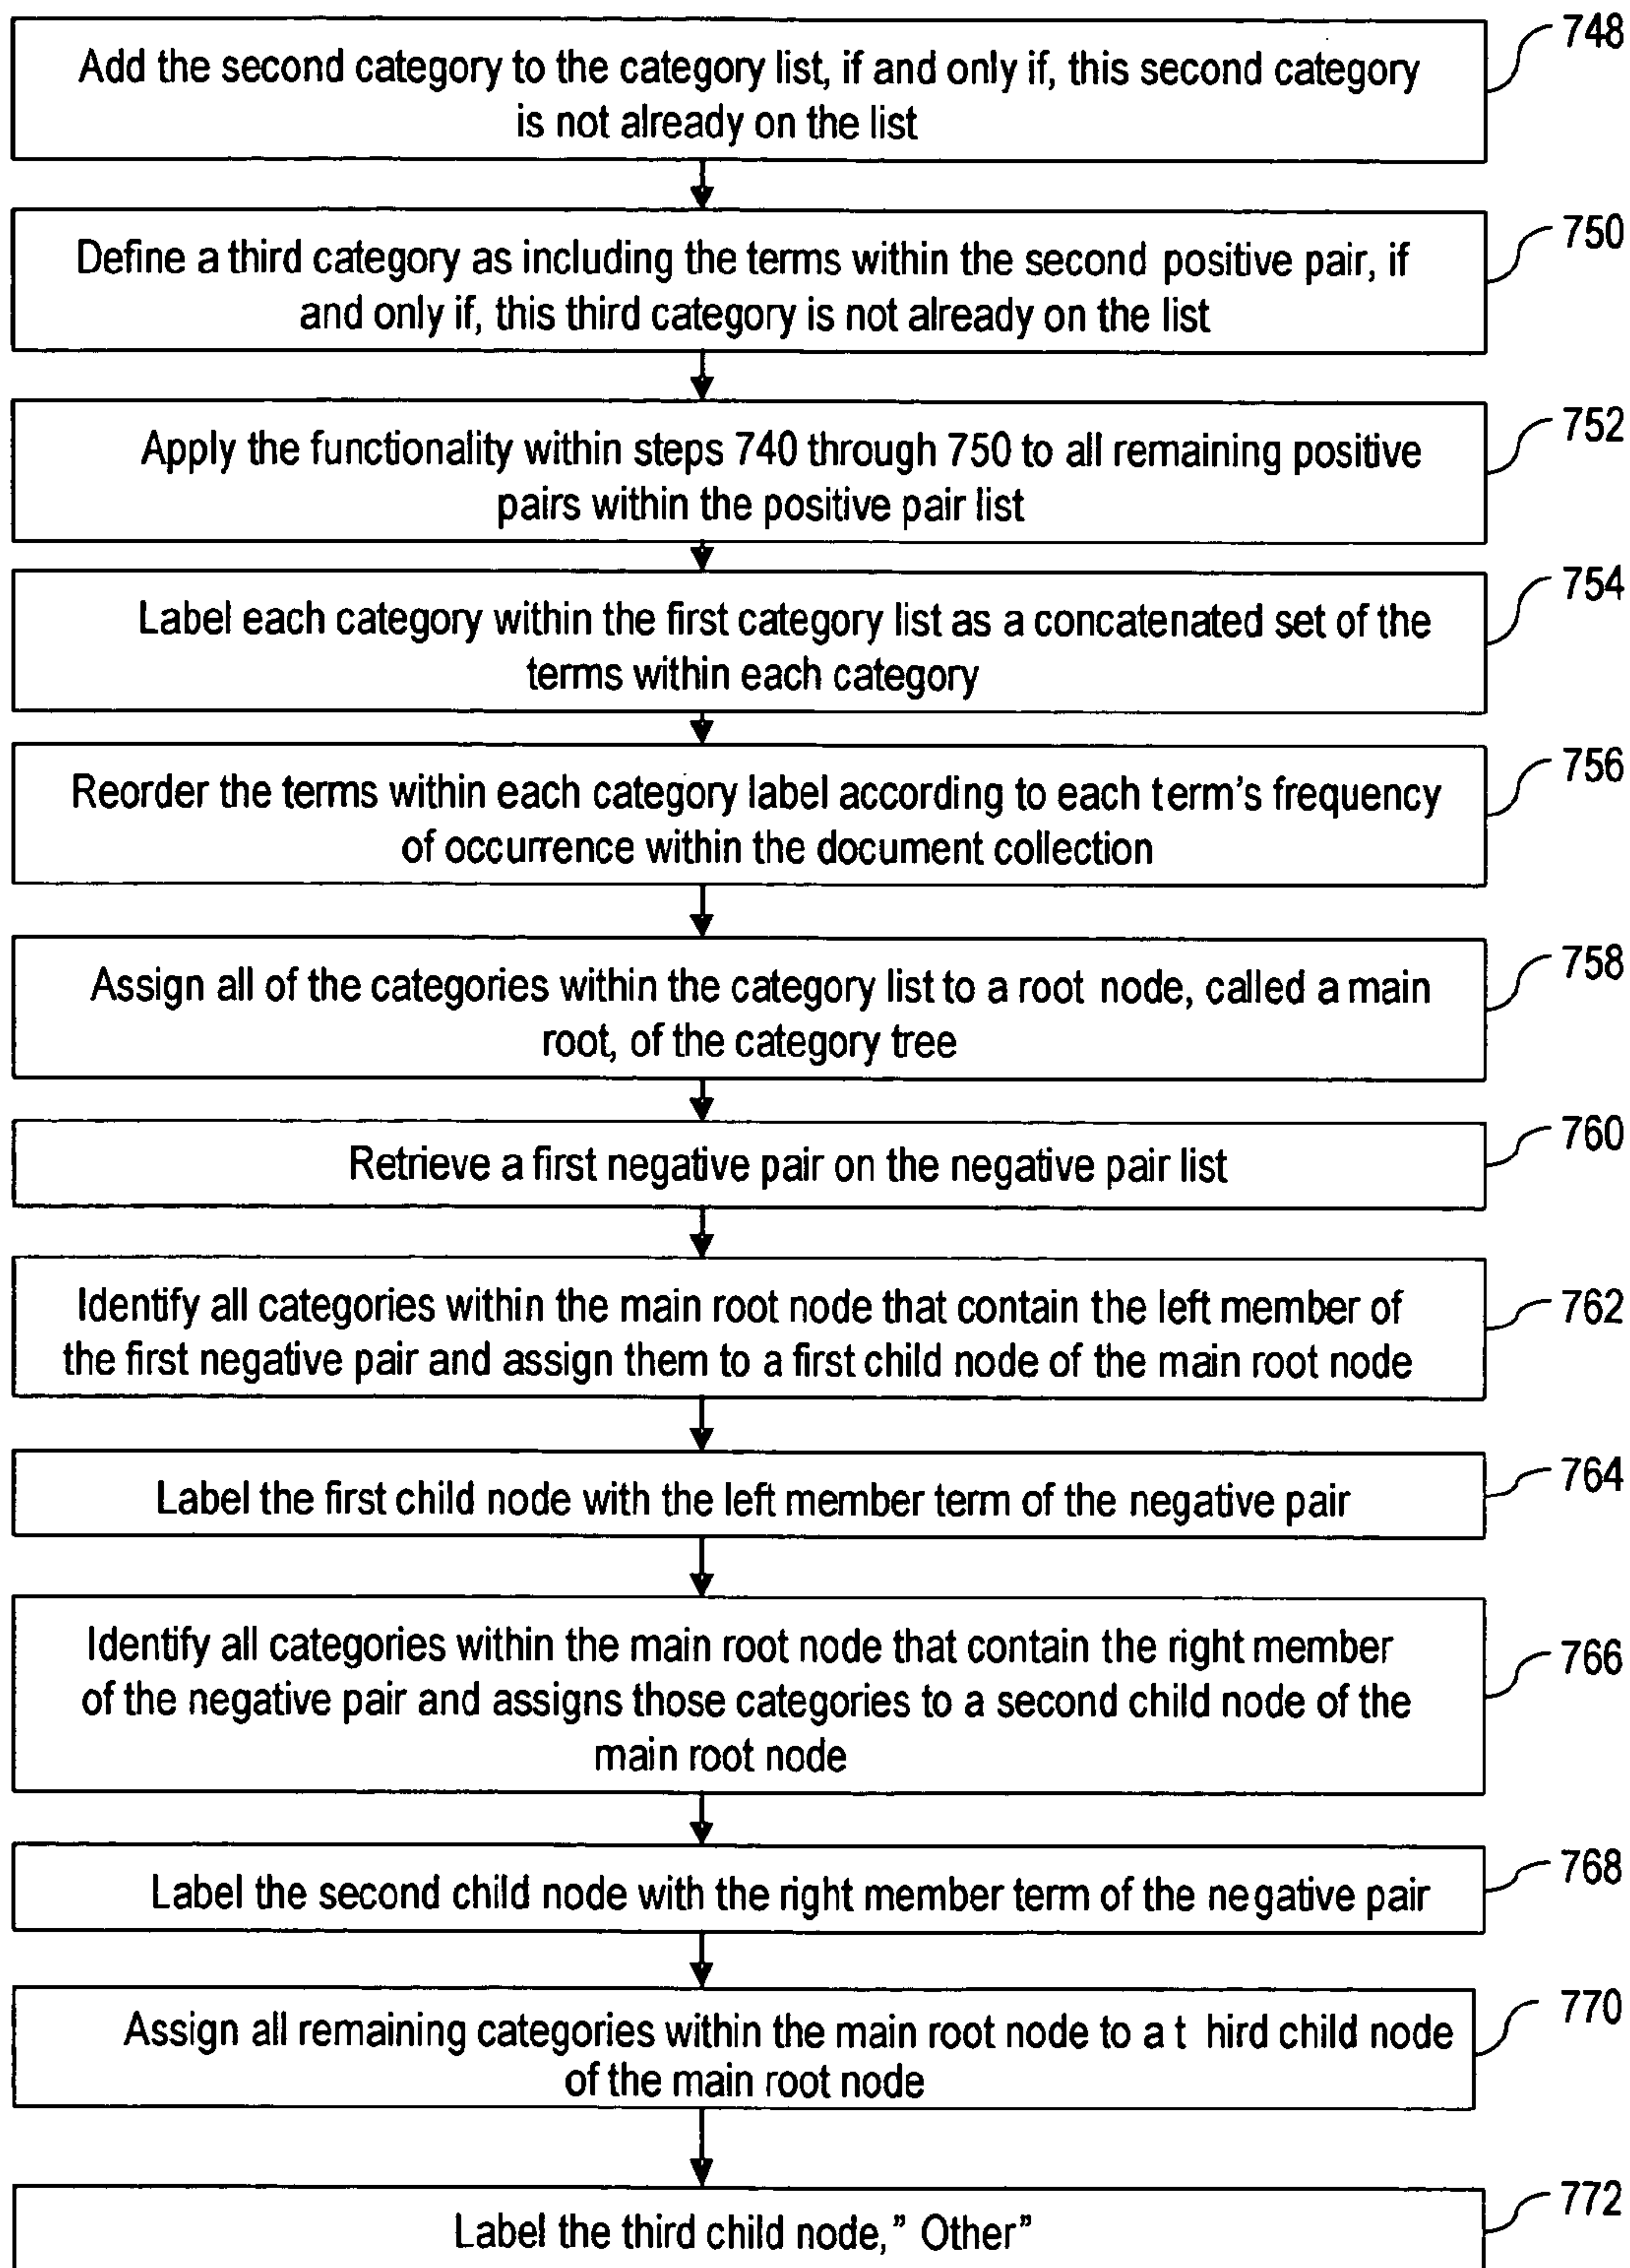 748
Add the second category to the category list, if and only if, this second category
is not already on the list
750
Define a third category as including the terms within the second positive pair, if
and only if, this third category is not already on the list
752
Apply the functionality within steps 740 through 750 to all remaining positive
pairs within the positive pair list
754
Label each category within the first category list as a concatenated set of the
terms within each category
756
Reorder the terms within each category label according to each term's frequency
of occurrence within the document collection
758
Assign all of the categories within the category list to a root node, called a main
root, of the category tree
760
Retrieve a first negative pair on the negative pair list
762
Identify all categories within the main root node that contain the left member of
the first negative pair and assign them to a first child node of the main root node
764
Label the first child node with the left member term of the negative pair
766
Identify all categories within the main root node that contain the right member
of the negative pair and assigns those categories to a second child node of the
main root node
768
Label the second child node with the right member term of the negative pair
770
Assign all remaining categories within the main root node to a t hird child node
of the main root node
772
Label the third child node,” Other”